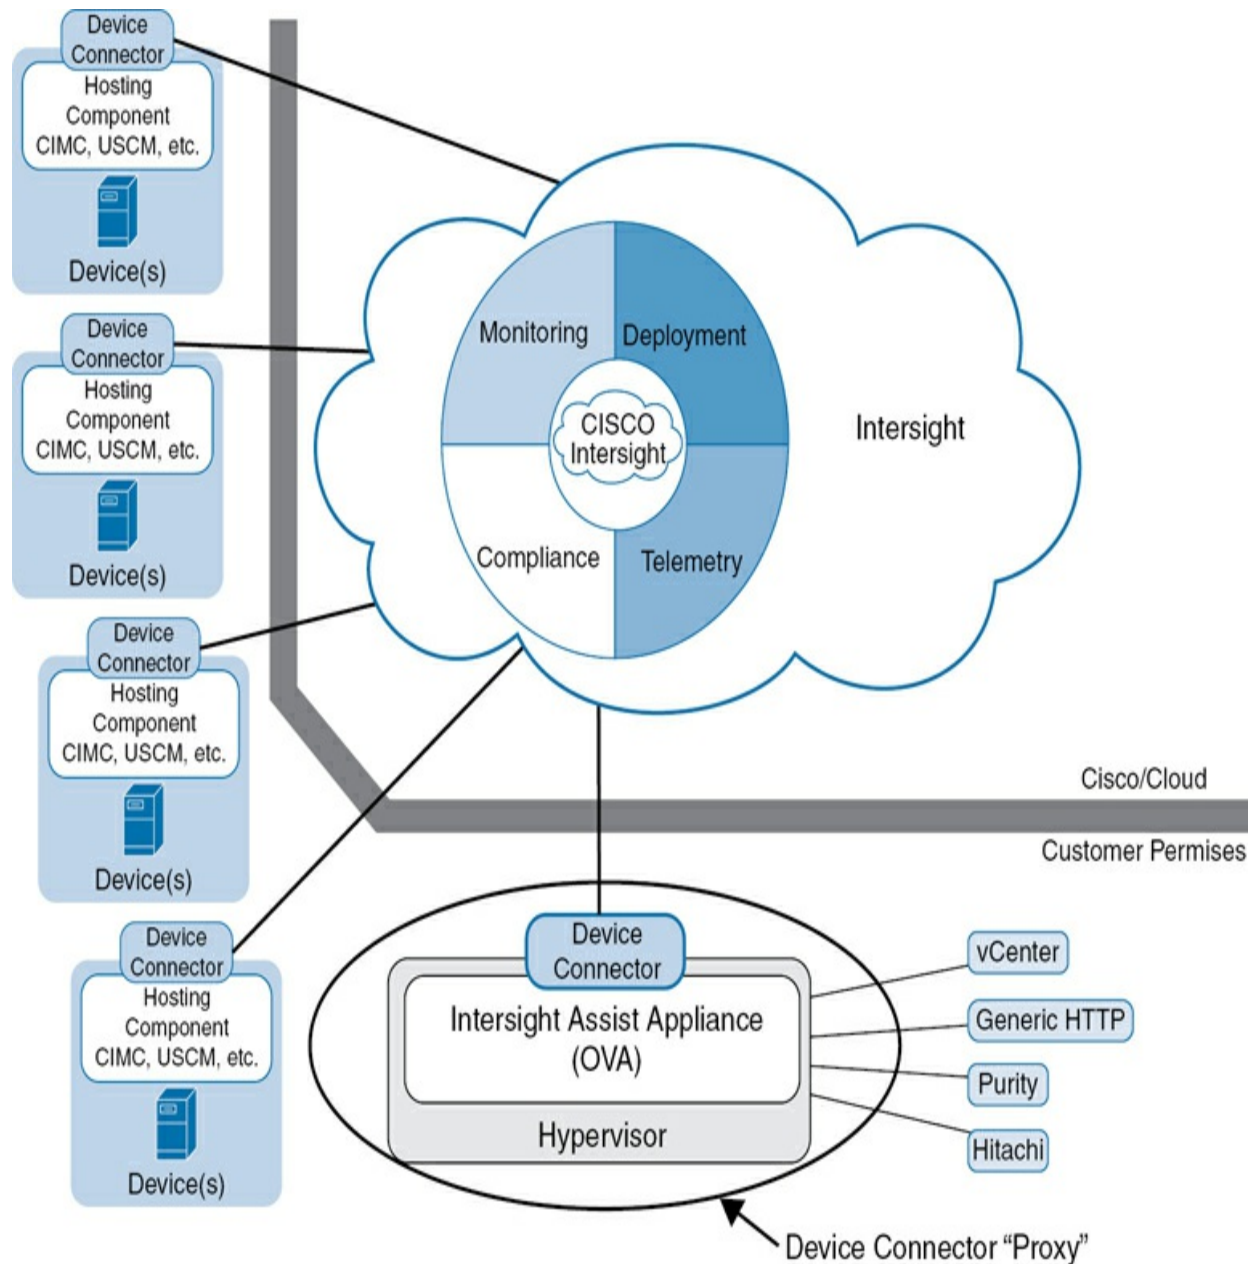 Device
Connector
Hosting
Component
CIMC, USCM, etc.
Device(s)
Device
Connector
Hosting
Component
CIMC, USCM, etc.
Device(s)
Device
Connector
Hosting
Component
CIMC, USCM, etc.
Device(s)
Device
Connector
Hosting
Component
CIMC, USCM, etc.
Device(s)
Monitoring
Deployment
CISCO
Intersight
Compliance
Telemetry
Intersight
Cisco/Cloud
Customer Permises
Device
Connector
Intersight Assist Appliance
(OVA)
Hypervisor
vCenter
Generic HTTP
Purity
Hitachi
Device Connector “Proxy”